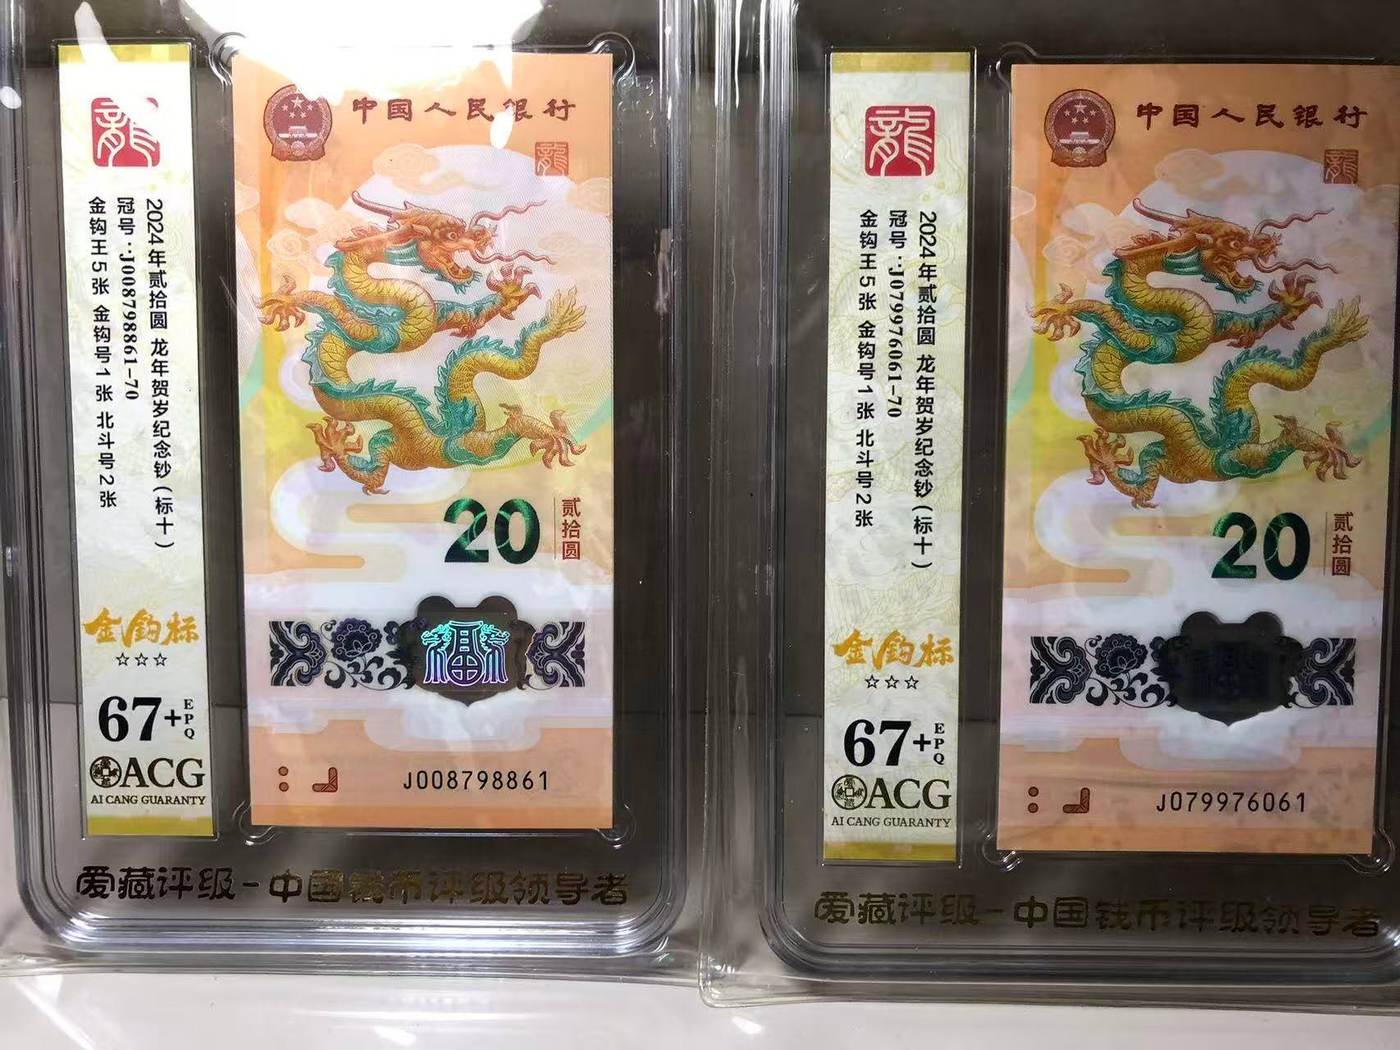 龍
2024年贰拾圆 龙年贺岁纪念钞(标十)
冠号:J008798861-70
金钩王5张 金钩号1张 北斗号2张
金钩标
☆☆☆
67+EPQ
ACG
AI CANG GUARANTY
中国人民银行
龍
20
贰拾圆
福
J008798861
爱藏评级-中国钱币评级领导者
龍
2024年贰拾圆 龙年贺岁纪念钞(标十)
冠号:J079976061-70
金钩王5张 金钩号1张 北斗号2张
金钩标
☆☆☆
67+EPQ
ACG
AI CANG GUARANTY
中国人民银行
龍
20
贰拾圆
J079976061
爱藏评级-中国钱币评级领导者